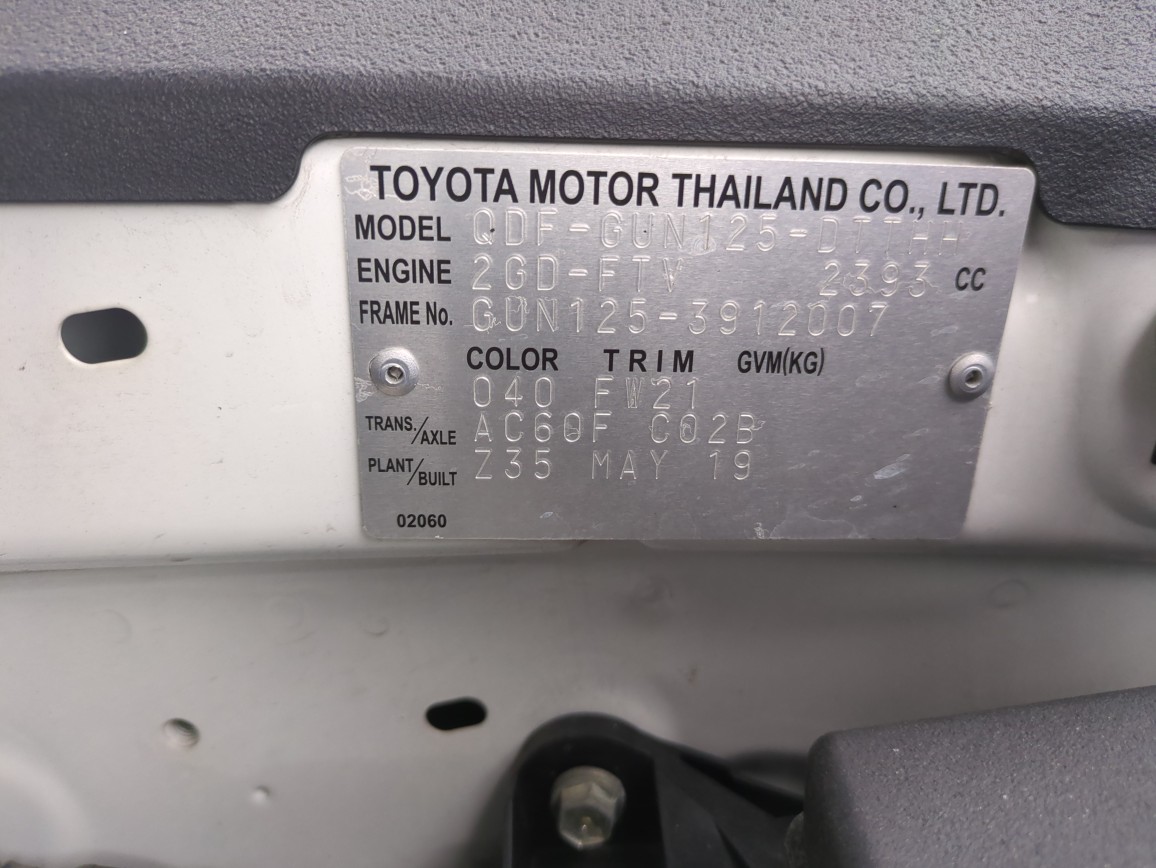 TOYOTA MOTOR THAILAND CO., LTD.
MODEL QDF-GUN125-DTTHH
ENGINE 2GD-FTV 2393 CC
FRAME No. GUN125-3912007
COLOR TRIM GVM(KG)
040 FW21
TRANS./AXLE AC60F C02B
PLANT/BUILT Z35 MAY 19
02060